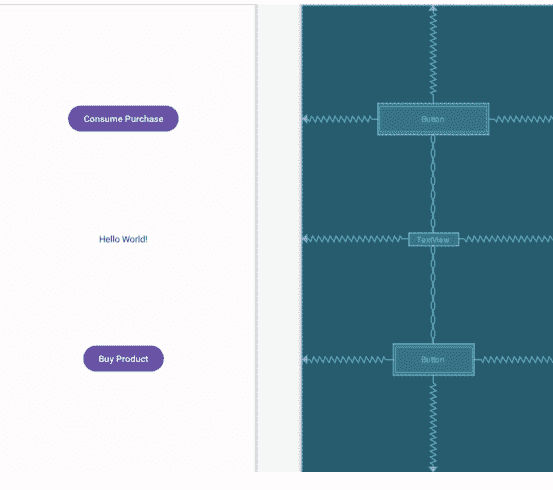 Consume Purchase
Button
Hello World!
TextView
Buy Product
Button